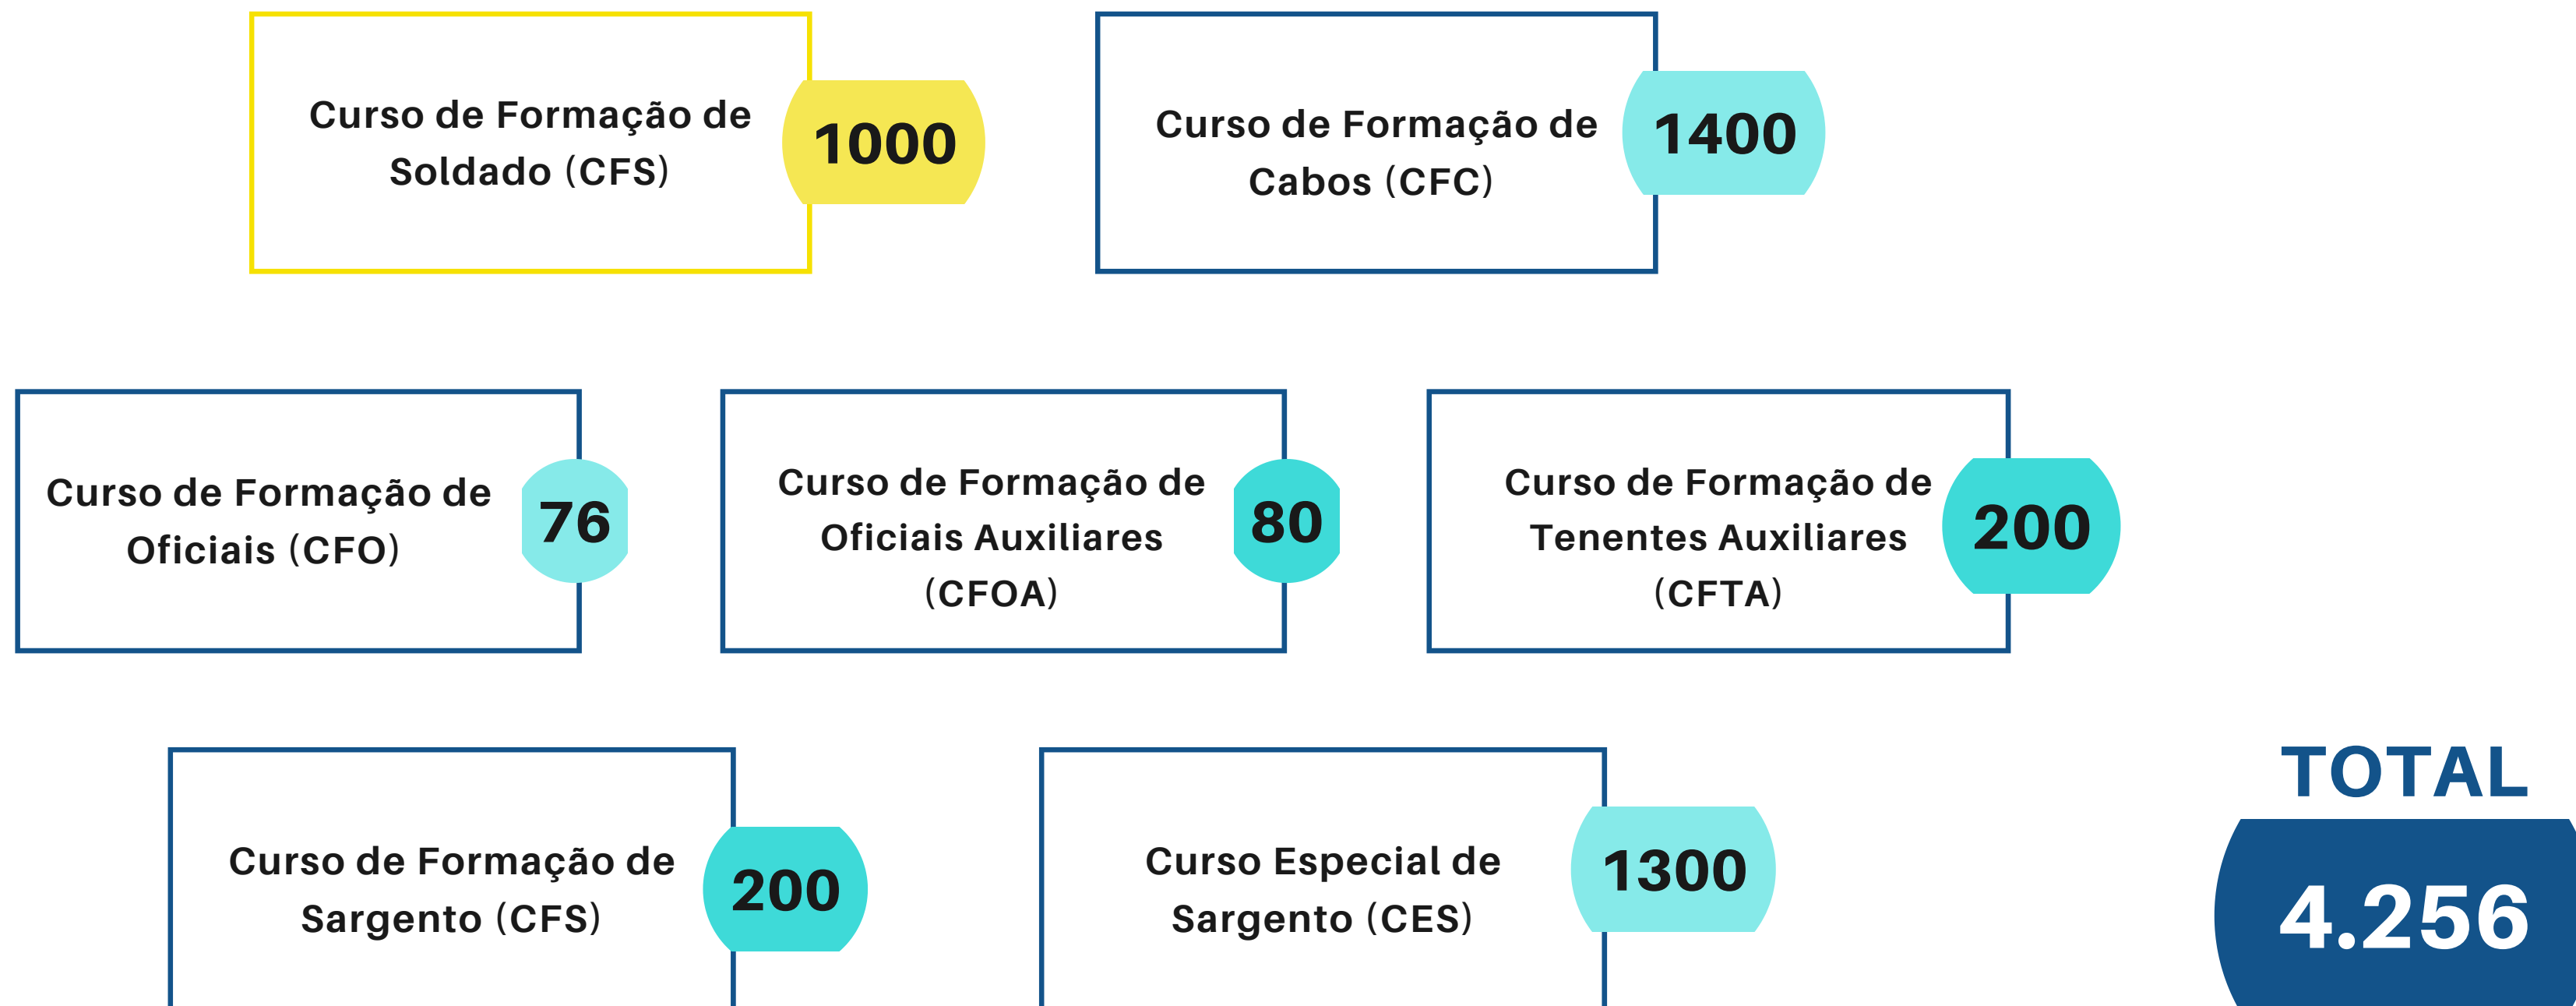 Curso de Formação de
Soldado (CFS)
1000
Curso de Formação de
Cabos (CFC)
1400
Curso de Formação de
Oficiais (CFO)
76
Curso de Formação de
Oficiais Auxiliares
(CFOA)
80
Curso de Formação de
Tenentes Auxiliares
(CFTA)
200
Curso de Formação de
Sargento (CFS)
200
Curso Especial de
Sargento (CES)
1300
TOTAL
4.256